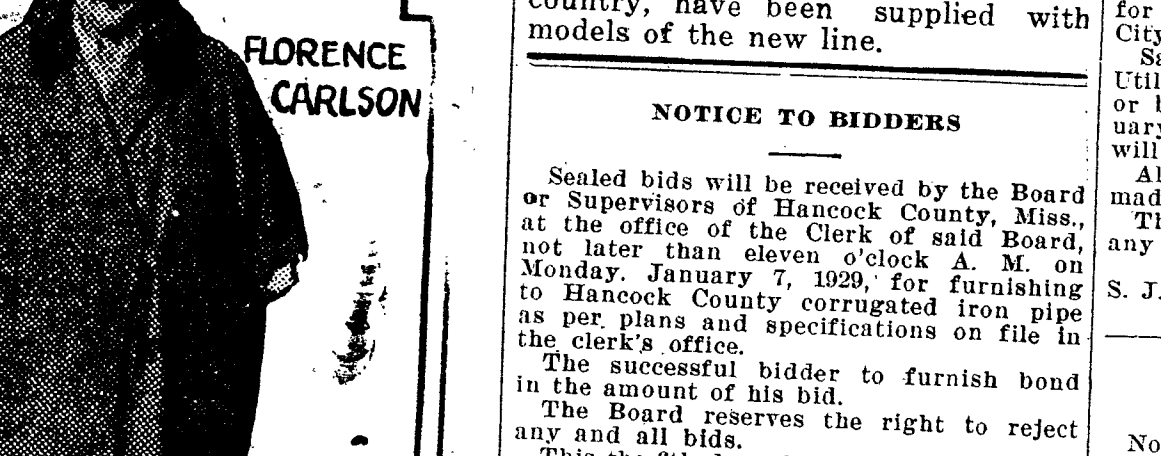 FLORENCE
CARLSON
country, have been supplied with
models of the new line.
NOTICE TO BIDDERS
Sealed bids will be received by the Board
or Supervisors of Hancock County, Miss.,
at the office of the Clerk of said Board,
not later than eleven o'clock A. M. on
Monday. January 7, 1929, for furnishing
to Hancock County corrugated iron pipe
as per. plans and specifications on file in
the clerk's office.
The successful bidder to furnish bond
in the amount of his bid.
The Board reserves the right to reject
any and all bids.
This the
for
City
Util
or
uary
will
mad
any
S. J.
No